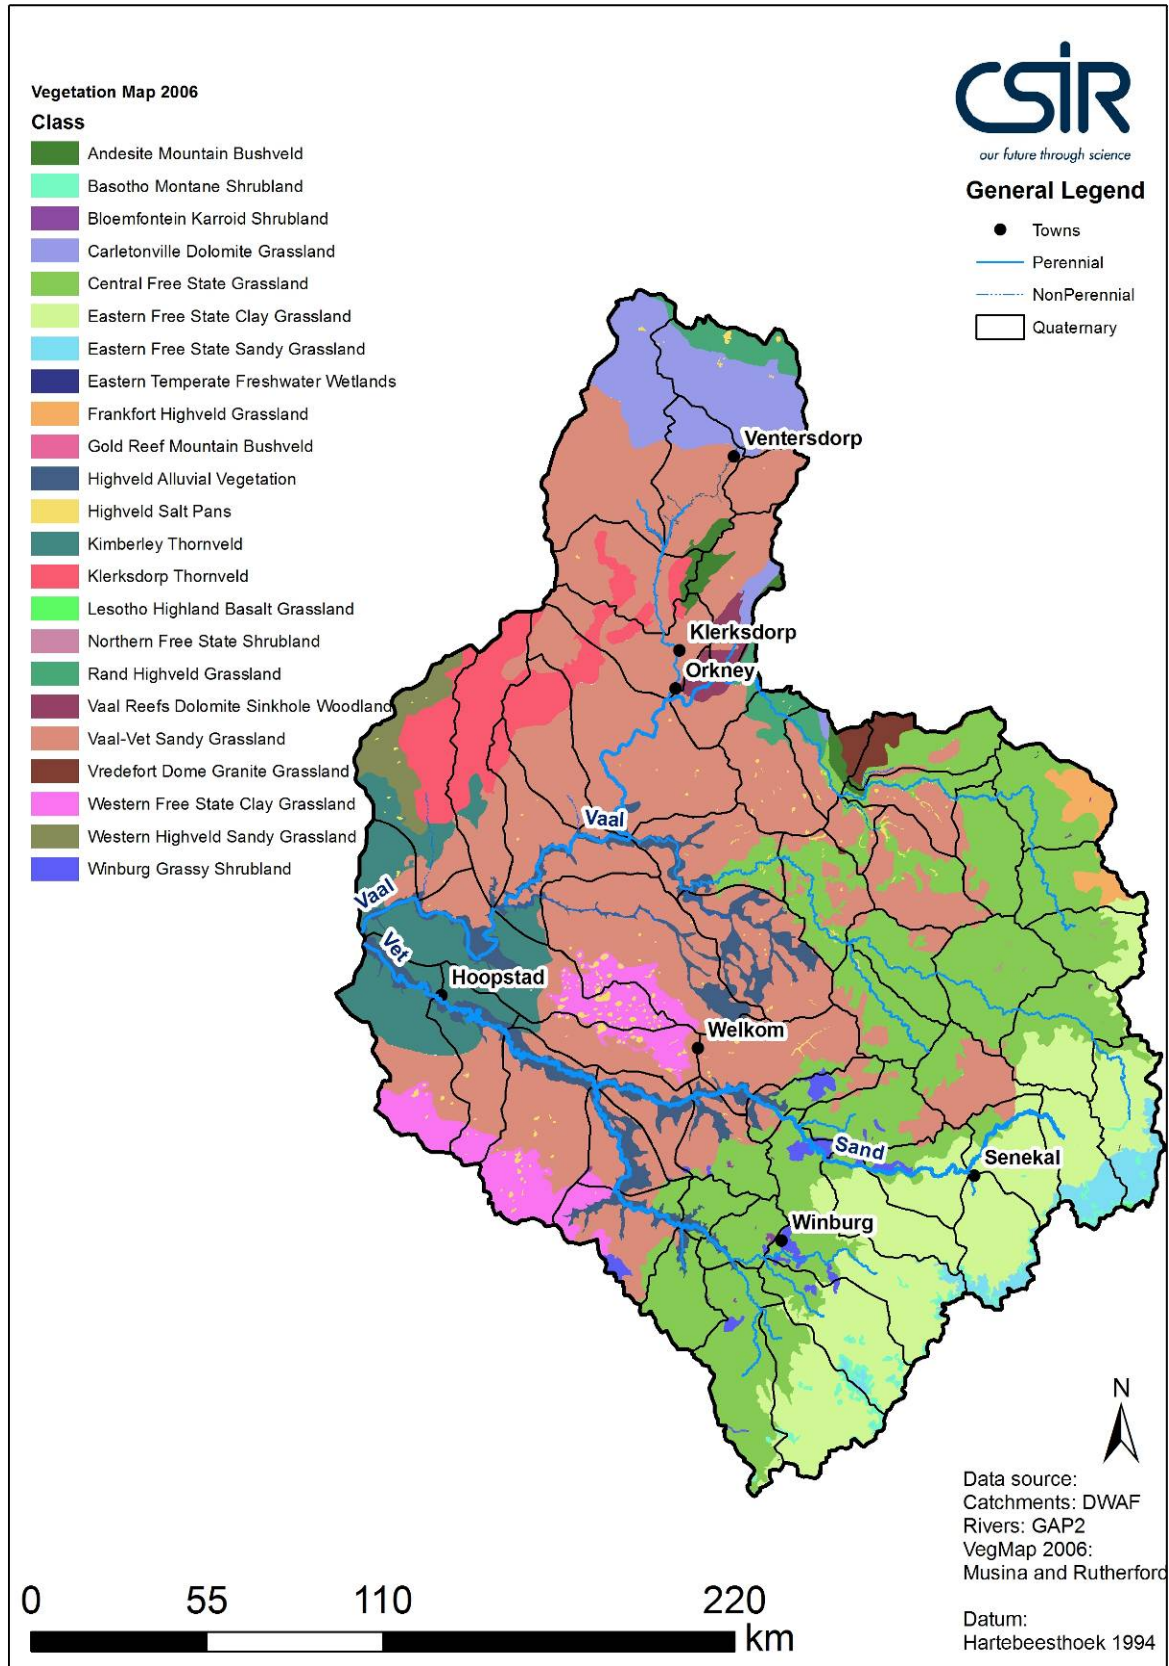 Vegetation Map 2006
Class
Andesite Mountain Bushveld
Basotho Montane Shrubland
Bloemfontein Karroid Shrubland
Carletonville Dolomite Grassland
Central Free State Grassland
Eastern Free State Clay Grassland
Eastern Free State Sandy Grassland
Eastern Temperate Freshwater Wetlands
Frankfort Highveld Grassland
Gold Reef Mountain Bushveld
Highveld Alluvial Vegetation
Highveld Salt Pans
Kimberley Thornveld
Klerksdorp Thornveld
Lesotho Highland Basalt Grassland
Northern Free State Shrubland
Rand Highveld Grassland
Vaal Reefs Dolomite Sinkhole Woodland
Vaal-Vet Sandy Grassland
Vredefort Dome Granite Grassland
Western Free State Clay Grassland
Western Highveld Sandy Grassland
Winburg Grassy Shrubland
CSIR
our future through science
General Legend
Towns
Perennial
NonPerennial
Quaternary
Ventersdorp
Klerksdorp
Orkney
Vaal
Vaal
Vet
Hoopstad
Welkom
Sand
Senekal
Winburg
N
Data source:
Catchments: DWAF
Rivers: GAP2
VegMap 2006:
Musina and Rutherford
Datum:
Hartebeesthoek 1994
0 55 110 220
km